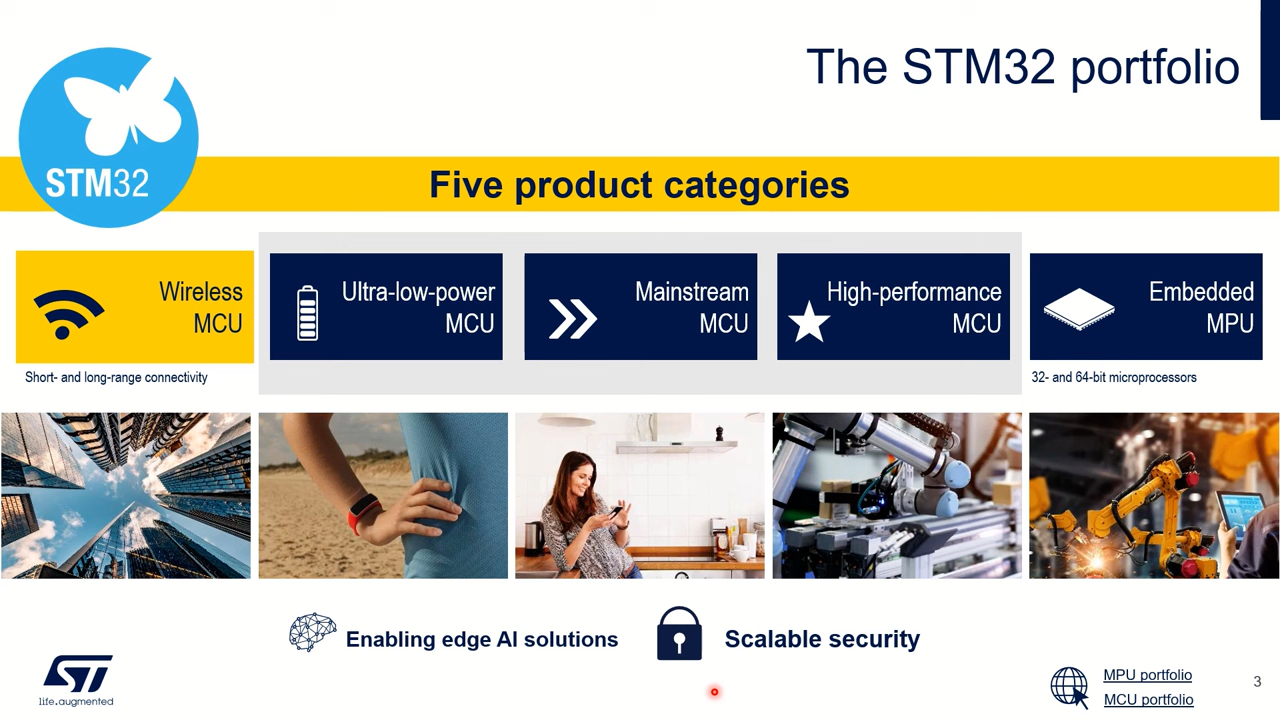 The STM32 portfolio
STM32
Five product categories
Wireless
MCU
Ultra-low-power
MCU
Mainstream
MCU
High-performance
MCU
Embedded
MPU
Short- and long-range connectivity
32- and 64-bit microprocessors
Enabling edge AI solutions
Scalable security
ST
life.augmented
MPU portfolio
MCU portfolio
3